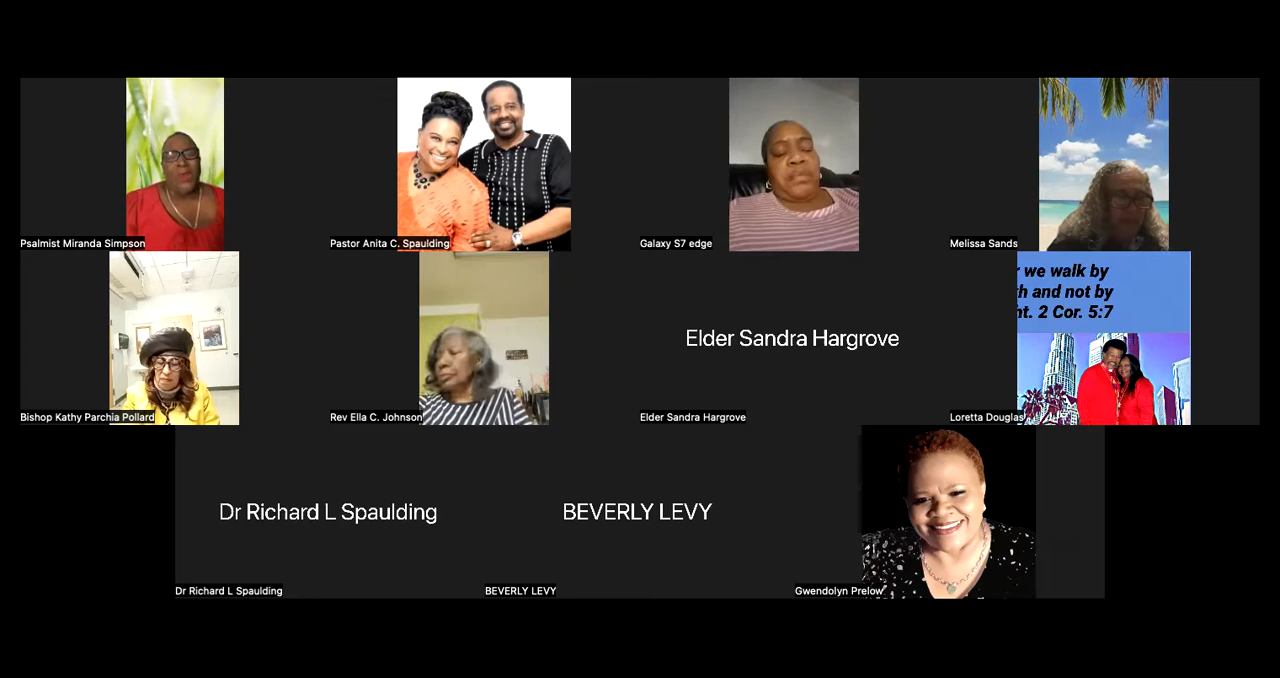 Psalmist Miranda Simpson
Pastor Anita C. Spaulding
Galaxy S7 edge
Melissa Sands
Elder Sandra Hargrove
we walk by
and not by
2 Cor. 5:7
Bishop Kathy Parchia Pollard
Rev Ella C. Johnson
Elder Sandra Hargrove
Loretta Douglas
Dr Richard L Spaulding
BEVERLY LEVY
Dr Richard L Spaulding
BEVERLY LEVY
Gwendolyn Prelow